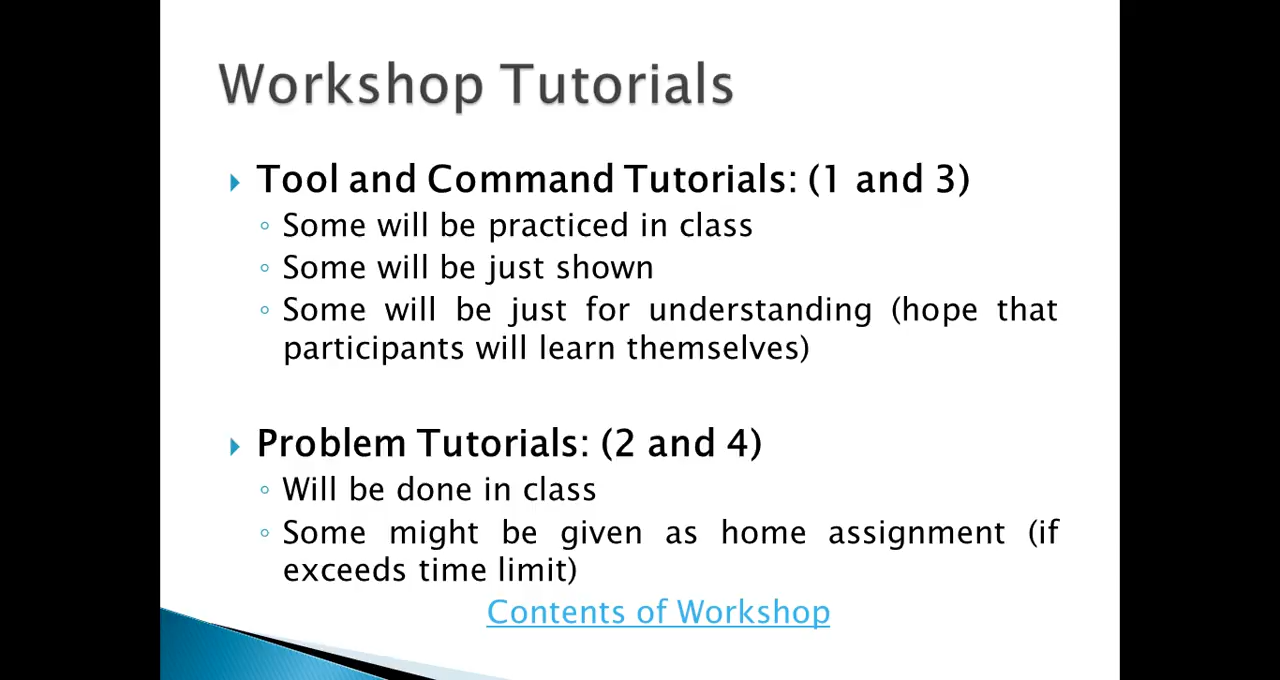 Workshop Tutorials
Tool and Command Tutorials: (1 and 3)
Some will be practiced in class
Some will be just shown
Some will be just for understanding (hope that
participants will learn themselves)
Problem Tutorials: (2 and 4)
Will be done in class
Some might be given as home assignment (if
exceeds time limit)
Contents of Workshop